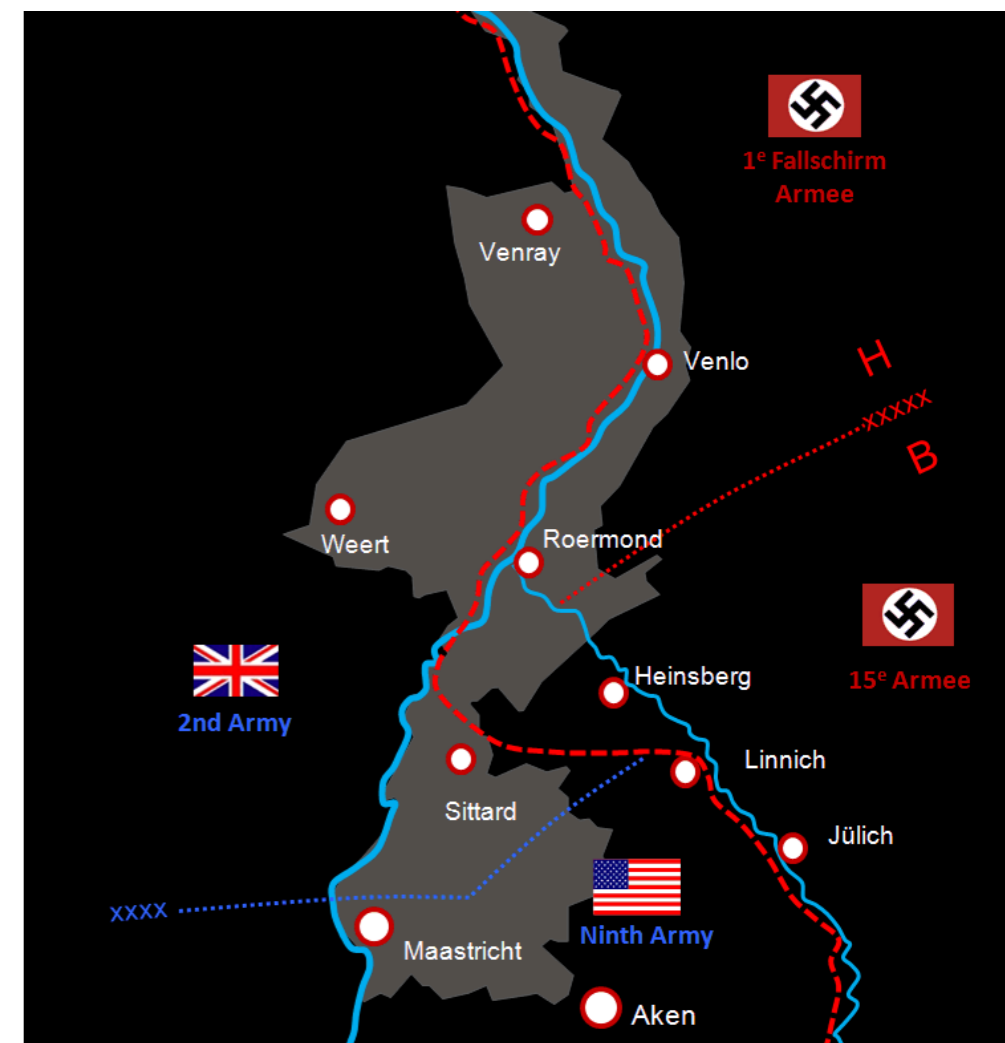 1e Fallschirm
Armee
Venray
Venlo
H
xxxxx
B
Weert
Roermond
Heinsberg
15e Armee
2nd Army
Linnich
Sittard
Jülich
xxxx
Ninth Army
Maastricht
Aken